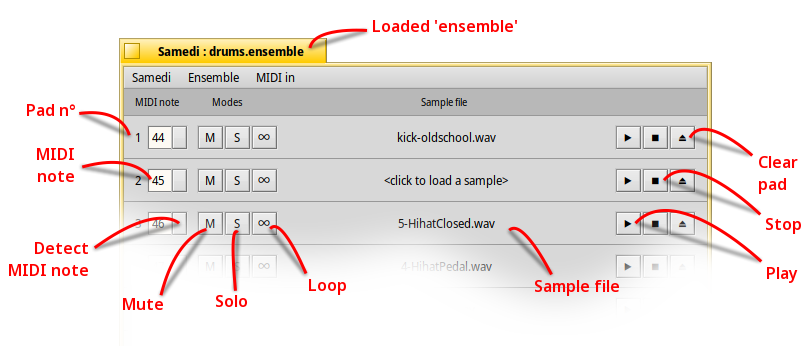 Loaded 'ensemble'
Samedi : drums.ensemble
Samedi Ensemble MIDI in
MIDI note Modes Sample file
Pad n°
1 44 M S ∞ kick-oldschool.wav
MIDI
note
Clear
pad
2 45 M S ∞ <click to load a sample>
3 46 M S ∞ 5-HihatClosed.wav
Stop
Detect
MIDI note
M S ∞ 4-HihatPedal.wav
Play
Mute
Solo
Loop
Sample file